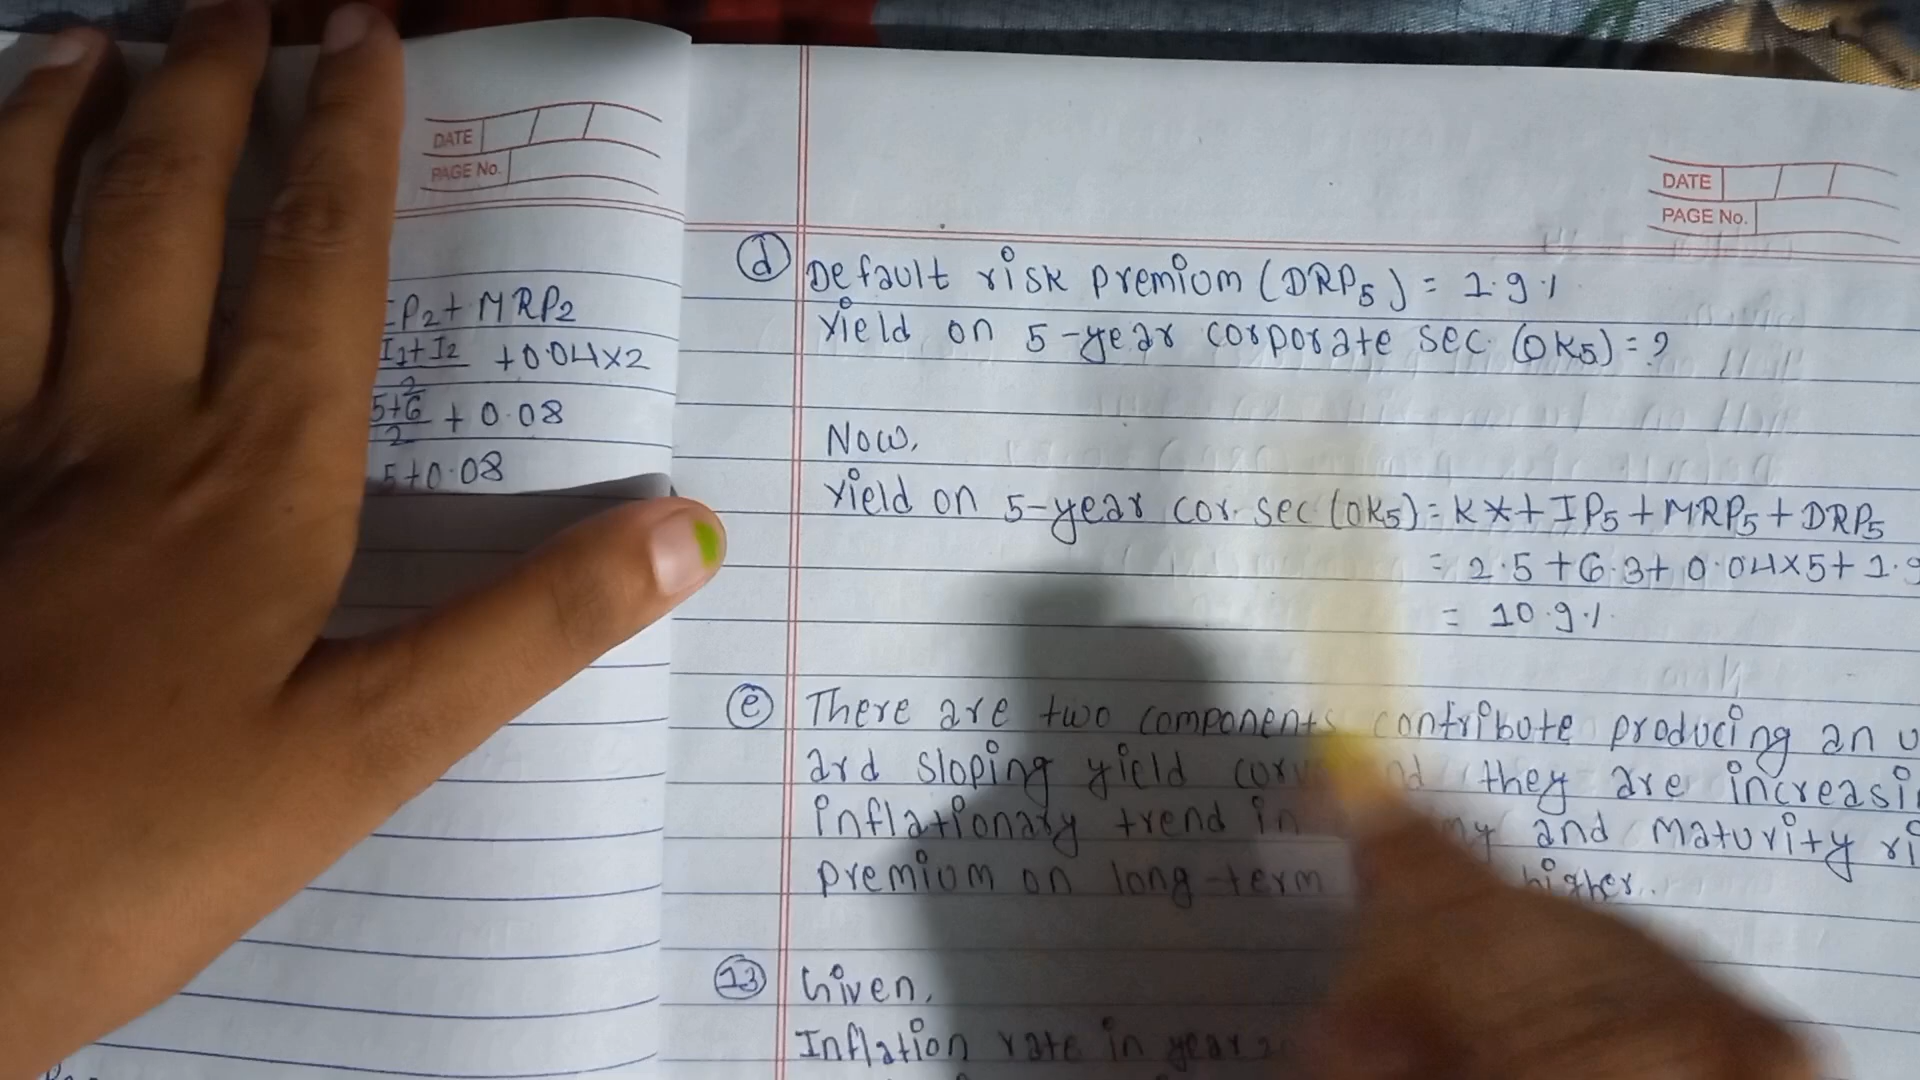 DATE
PAGE No.
P2 + MRP2
I1+I2 + 0.04×2
2
5+6 + 0.08
2
5+0.08
DATE
PAGE No.
d Default risk premium (DRP5) = 1.9%
Yield on 5-year corporate sec. (OK5) = ?
Now,
Yield on 5-year cor. sec (OK5) = K*+ IP5 + MRP5 + DRP5
= 2.5 + 6.3 + 0.04×5 + 1.9
= 10.9%
e There are two components contribute producing an u
ard sloping yield they are increasi
inflationary trend in and maturity ri
premium on long-term higher.
13 Given,
Inflation rate in year